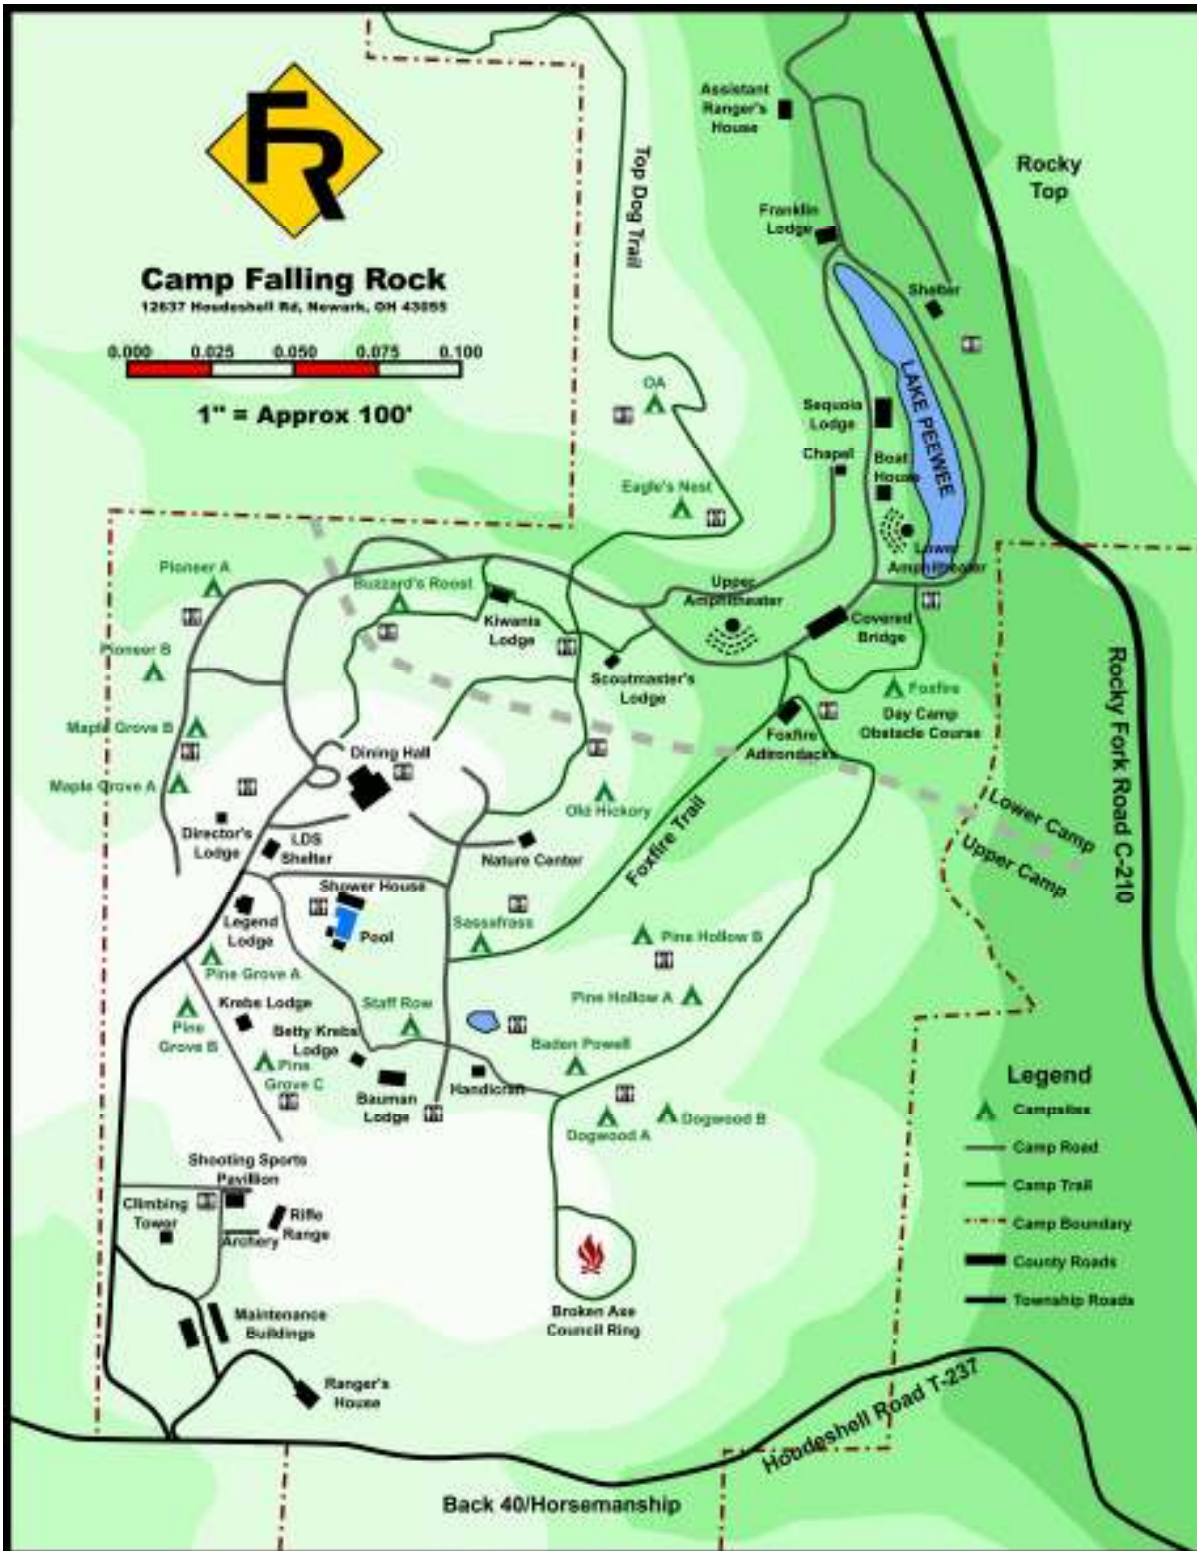 FR
Camp Falling Rock
12637 Houdeshell Rd, Newark, OH 43055
0.000 0.025 0.050 0.075 0.100
1" = Approx 100'
Top Dog Trail
Assistant
Ranger's
House
Rocky
Top
Franklin
Lodge
Shelter
LAKE PEEWEE
OA
Sequoia
Lodge
Chapel
Boat
House
Eagle's Nest
Lower
Amphitheater
Upper
Amphitheater
Covered
Bridge
Pioneer A
Buzzard's Roost
Kiwanis
Lodge
Pioneer B
Scoutmaster's
Lodge
Foxfire
Day Camp
Obstacle Course
Foxfire
Adirondacks
Rocky Fork Road C-210
Maple Grove B
Dining Hall
Maple Grove A
Old Hickory
Lower Camp
Upper Camp
Director's
Lodge
LDS
Shelter
Nature Center
Foxfire Trail
Shower House
Legend
Lodge
Pool
Sassafrass
Pine Hollow B
Pine Grove A
Krebs Lodge
Staff Row
Pine Hollow A
Pine
Grove B
Betty Krebs
Lodge
Baden Powell
Pine
Grove C
Bauman
Lodge
Handicraft
Dogwood A
Dogwood B
Shooting Sports
Pavillion
Climbing
Tower
Rifle
Range
Archery
Maintenance
Buildings
Broken Axe
Council Ring
Ranger's
House
Legend
Campsites
Camp Road
Camp Trail
Camp Boundary
County Roads
Township Roads
Houdeshell Road T-237
Back 40/Horsemanship